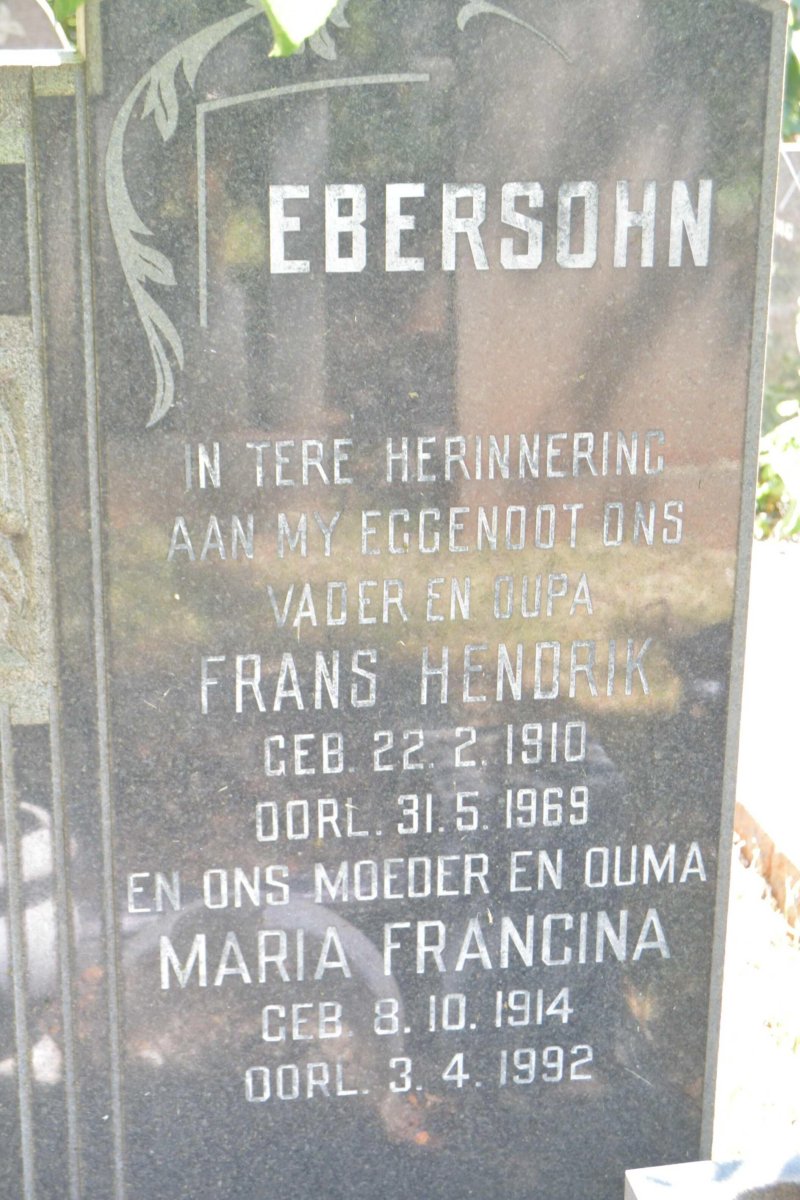 EBERSOHN
IN TERE HERINNERING
AAN MY EGGENOOT ONS
VADER EN OUPA
FRANS HENDRIK
GEB. 22. 2. 1910
OORL. 31. 5. 1969
EN ONS MOEDER EN OUMA
MARIA FRANCINA
GEB. 8. 10. 1914
OORL. 3. 4. 1992